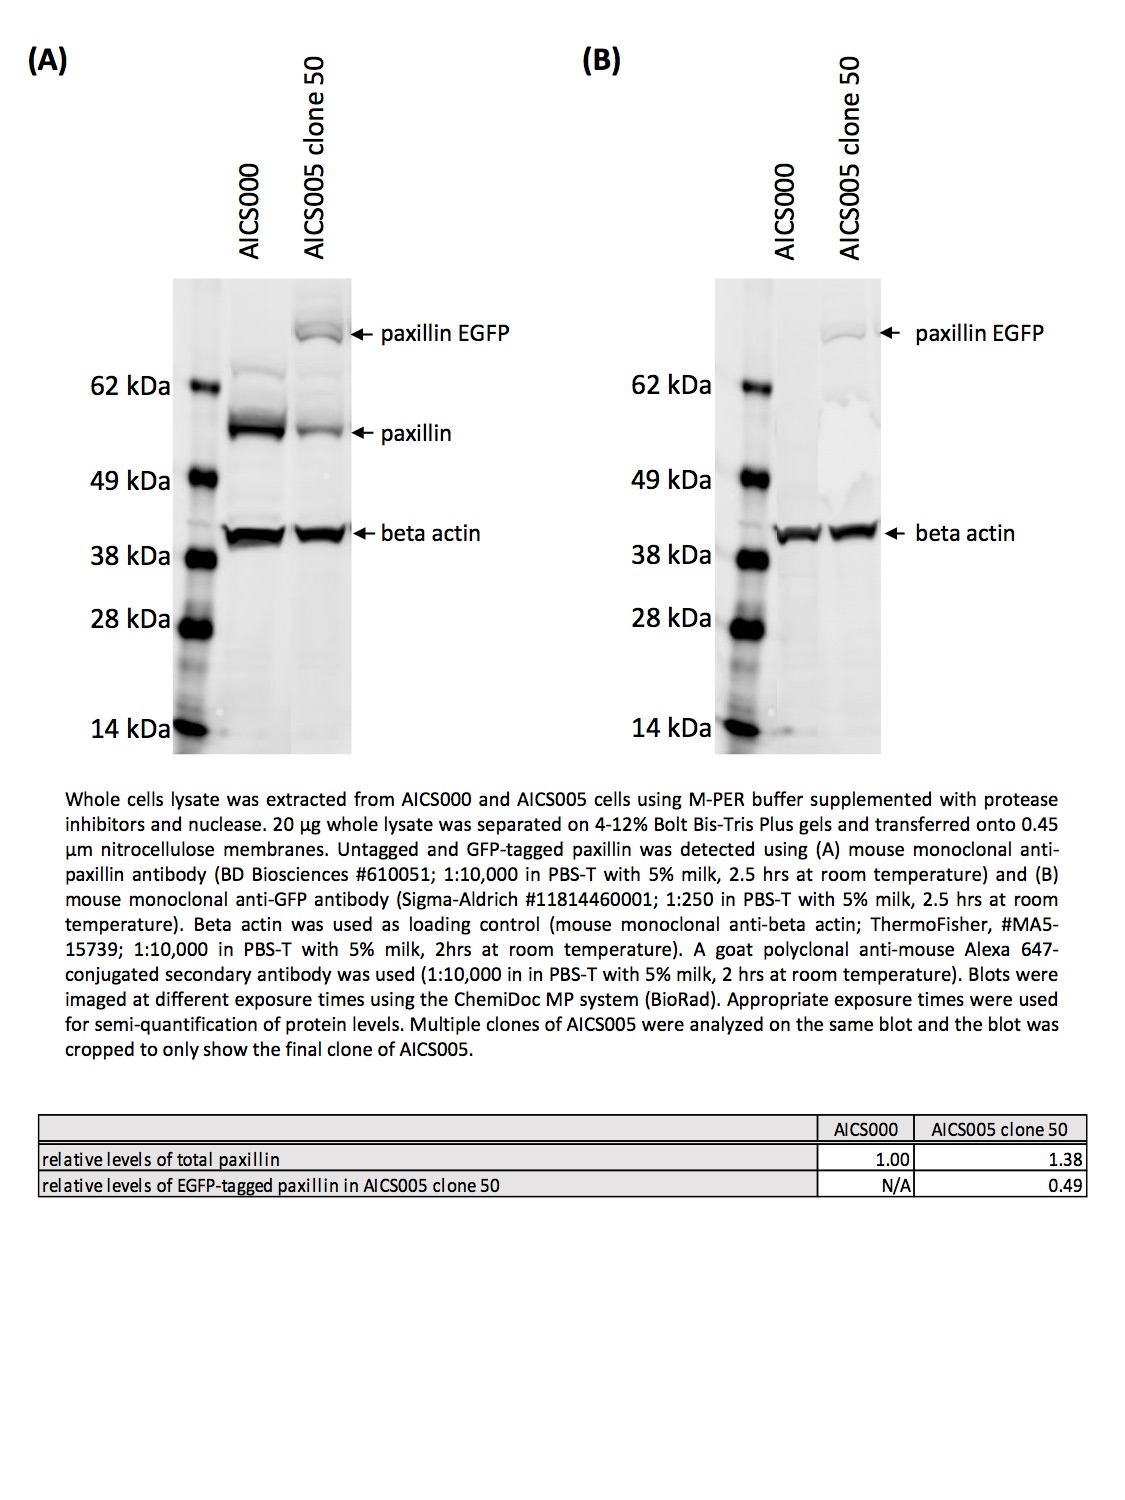 (A)
AICS000
AICS005 clone 50
paxillin EGFP
62 kDa
paxillin
49 kDa
beta actin
38 kDa
28 kDa
14 kDa
(B)
AICS000
AICS005 clone 50
paxillin EGFP
62 kDa
49 kDa
beta actin
38 kDa
28 kDa
14 kDa
Whole cells lysate was extracted from AICS000 and AICS005 cells using M-PER buffer supplemented with protease
inhibitors and nuclease. 20 µg whole lysate was separated on 4-12% Bolt Bis-Tris Plus gels and transferred onto 0.45
µm nitrocellulose membranes. Untagged and GFP-tagged paxillin was detected using (A) mouse monoclonal anti-
paxillin antibody (BD Biosciences #610051; 1:10,000 in PBS-T with 5% milk, 2.5 hrs at room temperature) and (B)
mouse monoclonal anti-GFP antibody (Sigma-Aldrich #11814460001; 1:250 in PBS-T with 5% milk, 2.5 hrs at room
temperature). Beta actin was used as loading control (mouse monoclonal anti-beta actin; ThermoFisher, #MA5-
15739; 1:10,000 in PBS-T with 5% milk, 2hrs at room temperature). A goat polyclonal anti-mouse Alexa 647-
conjugated secondary antibody was used (1:10,000 in in PBS-T with 5% milk, 2 hrs at room temperature). Blots were
imaged at different exposure times using the ChemiDoc MP system (BioRad). Appropriate exposure times were used
for semi-quantification of protein levels. Multiple clones of AICS005 were analyzed on the same blot and the blot was
cropped to only show the final clone of AICS005.
AICS000 AICS005 clone 50
relative levels of total paxillin 1.00 1.38
relative levels of EGFP-tagged paxillin in AICS005 clone 50 N/A 0.49